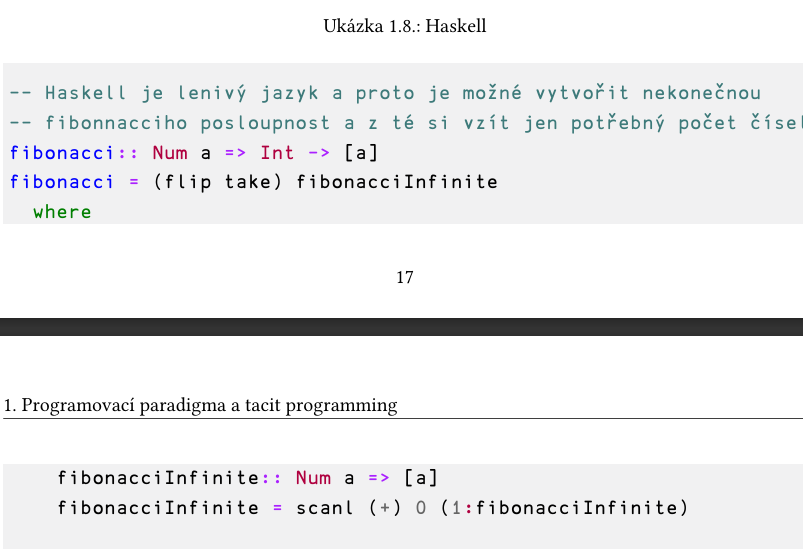 Ukázka 1.8.: Haskell
-- Haskell je lenivý jazyk a proto je možné vytvořit nekonečnou
-- fibonnacciho posloupnost a z té si vzít jen potřebný počet čísel
fibonacci:: Num a => Int -> [a]
fibonacci = (flip take) fibonacciInfinite
  where
17
1. Programovací paradigma a tacit programming
    fibonacciInfinite:: Num a => [a]
    fibonacciInfinite = scanl (+) 0 (1:fibonacciInfinite)